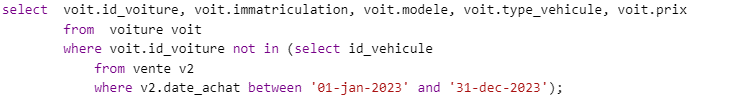 select  voit.id_voiture, voit.immatriculation, voit.modele, voit.type_vehicule, voit.prix
from  voiture voit
where voit.id_voiture not in (select id_vehicule
from vente v2
where v2.date_achat between '01-jan-2023' and '31-dec-2023');